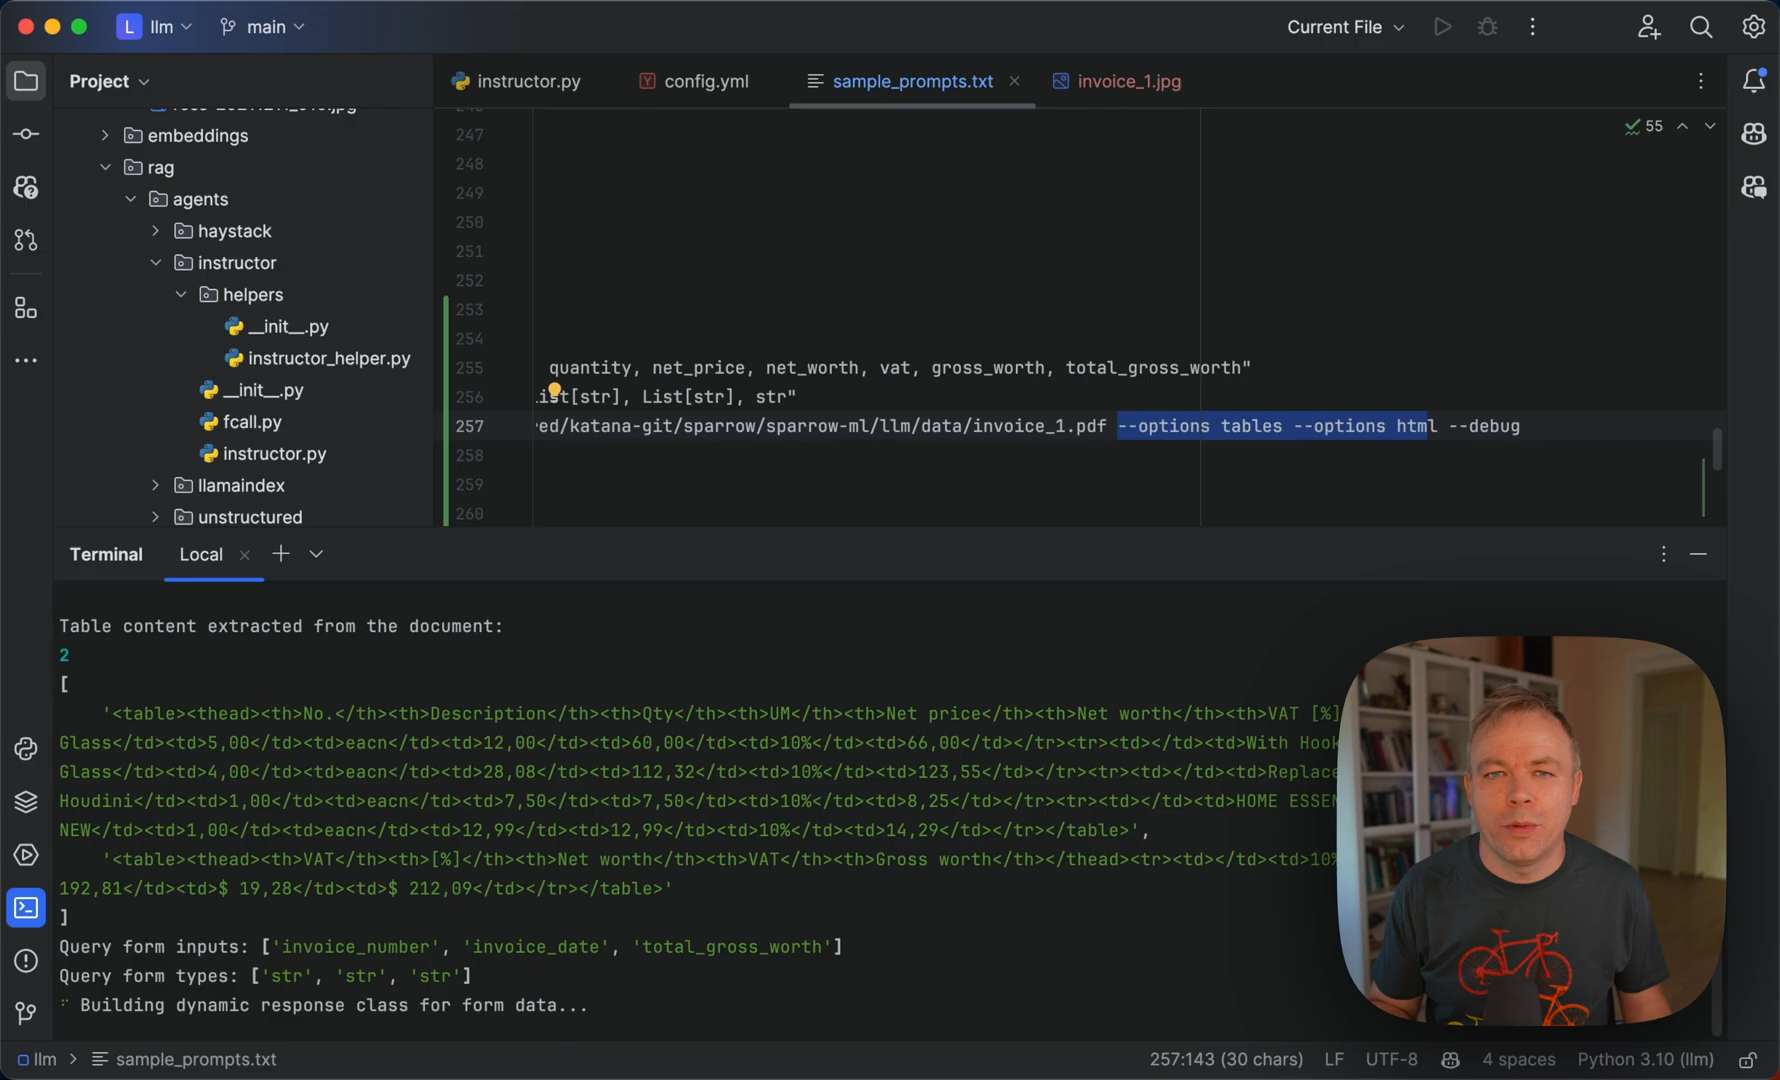 L llm main Current File
Project instructor.py config.yml sample_prompts.txt invoice_1.jpg
embeddings
rag
agents
haystack
instructor
helpers
__init__.py
instructor_helper.py
__init__.py
fcall.py
instructor.py
llamaindex
unstructured
55
247
248
249
250
251
252
253
254
255 quantity, net_price, net_worth, vat, gross_worth, total_gross_worth"
256 List[str], List[str], str"
257 red/katana-git/sparrow/sparrow-ml/llm/data/invoice_1.pdf --options tables --options html --debug
258
259
260
Terminal Local
Table content extracted from the document:
2
[
'<table><thead><th>No.</th><th>Description</th><th>Qty</th><th>UM</th><th>Net price</th><th>Net worth</th><th>VAT [%]
Glass</td><td>5,00</td><td>eacn</td><td>12,00</td><td>60,00</td><td>10%</td><td>66,00</td></tr><tr><td></td><td>With Hook
Glass</td><td>4,00</td><td>eacn</td><td>28,08</td><td>112,32</td><td>10%</td><td>123,55</td></tr><tr><td></td><td>Replace
Houdini</td><td>1,00</td><td>eacn</td><td>7,50</td><td>7,50</td><td>10%</td><td>8,25</td></tr><tr><td></td><td>HOME ESSEN
NEW</td><td>1,00</td><td>eacn</td><td>12,99</td><td>12,99</td><td>10%</td><td>14,29</td></tr></table>',
'<table><thead><th>VAT</th><th>[%]</th><th>Net worth</th><th>VAT</th><th>Gross worth</th></thead><tr><td></td><td>10%
192,81</td><td>$ 19,28</td><td>$ 212,09</td></tr></table>'
]
Query form inputs: ['invoice_number', 'invoice_date', 'total_gross_worth']
Query form types: ['str', 'str', 'str']
Building dynamic response class for form data...
llm > sample_prompts.txt 257:143 (30 chars) LF UTF-8 4 spaces Python 3.10 (llm)